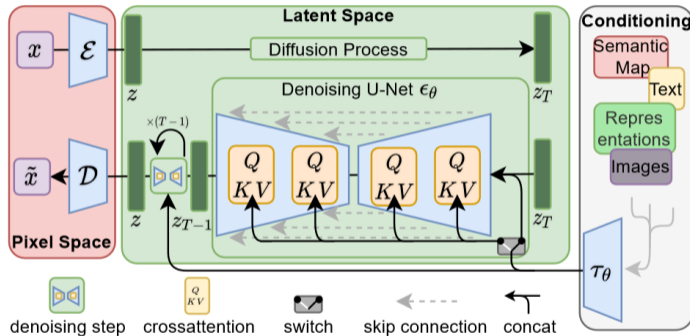 Latent Space
Conditioning
x
ℰ
Diffusion Process
z
z_T
Semantic
Map
Text
Repres
entations
Images
Denoising U-Net ϵ_θ
×(T−1)
x̃
𝒟
z
z_{T−1}
Q
KV
Q
KV
Q
KV
Q
KV
z_T
Pixel Space
τ_θ
Q
KV
denoising step
crossattention
switch
skip connection
concat